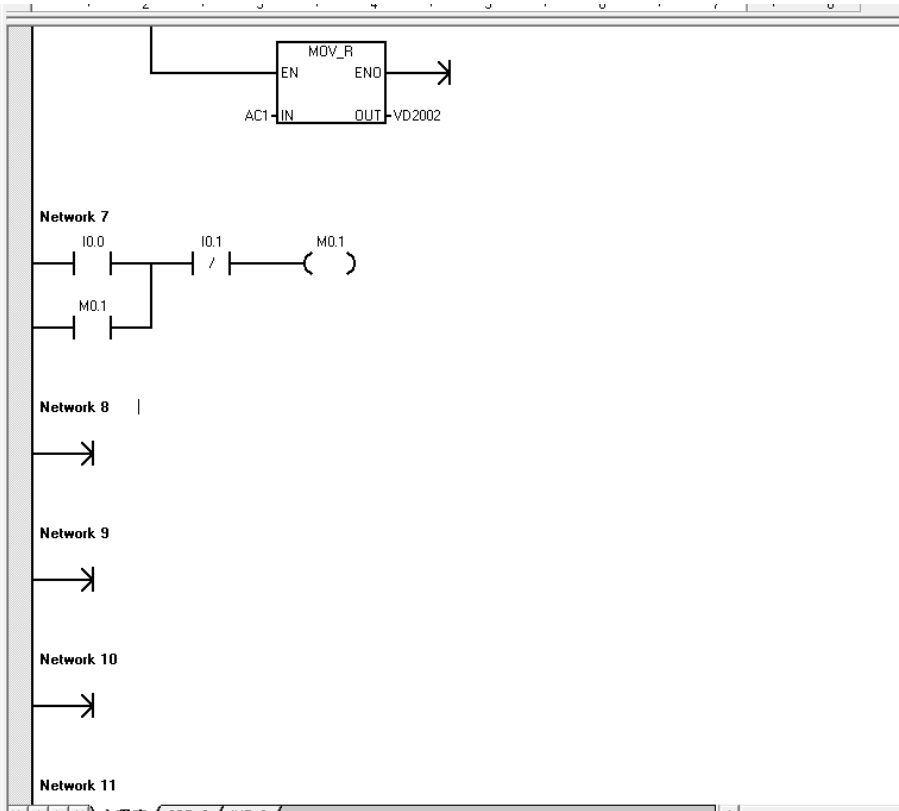 MOV_R
EN ENO
AC1 IN OUT VD2002
Network 7
I0.0 I0.1 M0.1
/
M0.1
Network 8
Network 9
Network 10
Network 11